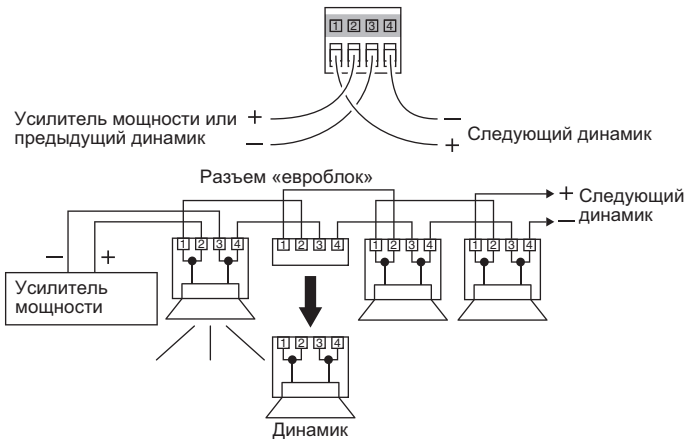 1 2 3 4
Усилитель мощности или
предыдущий динамик
+
−
−
+
Следующий динамик
Разъем «евроблок»
+ Следующий
− динамик
− +
1 2 3 4
1 2 3 4
1 2 3 4
1 2 3 4
Усилитель
мощности
1 2 3 4
Динамик